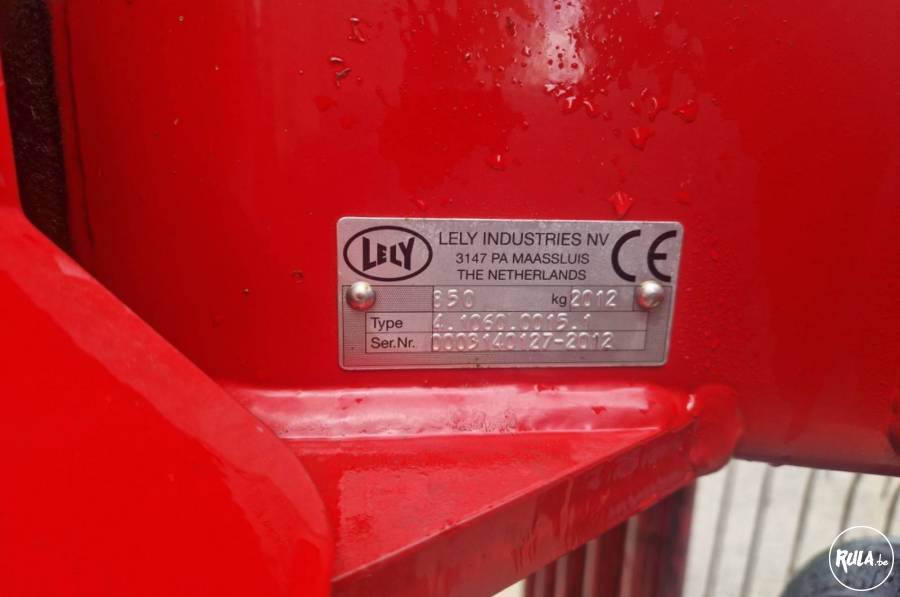 LELY
LELY INDUSTRIES NV
3147 PA MAASSLUIS
THE NETHERLANDS
CE
850 kg 2012
Type 4.1060.0015.1
Ser.Nr. 0003140127-2012
RULA.be